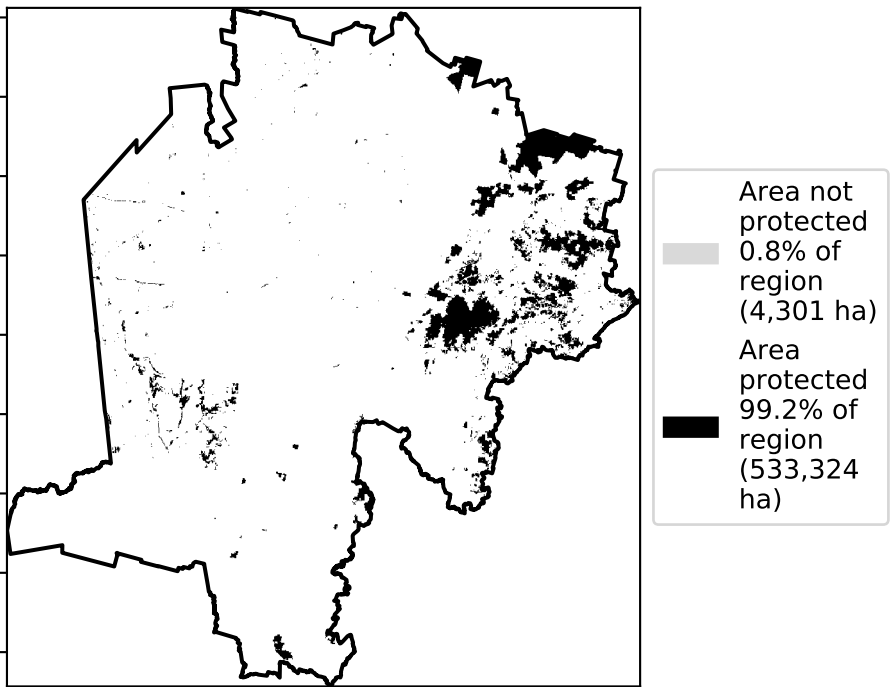 Area not
protected
0.8% of
region
(4,301 ha)
Area
protected
99.2% of
region
(533,324
ha)